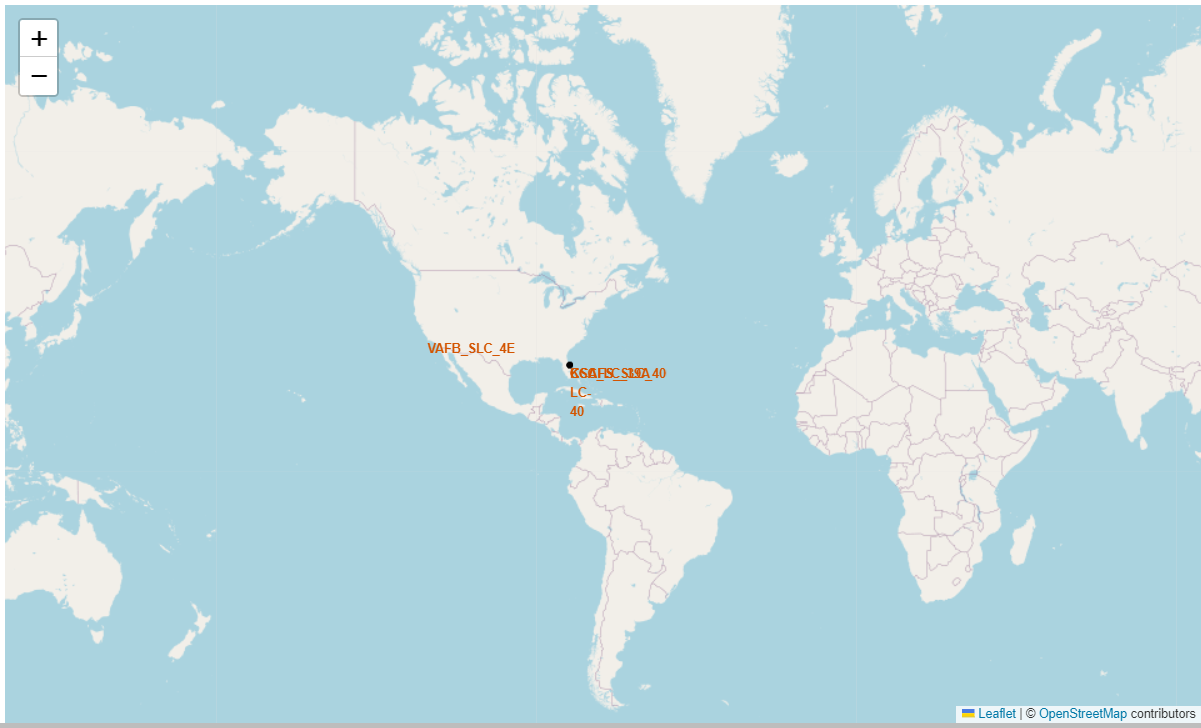 +
−
VAFB_SLC_4E
LC-
40
Leaflet | © OpenStreetMap contributors